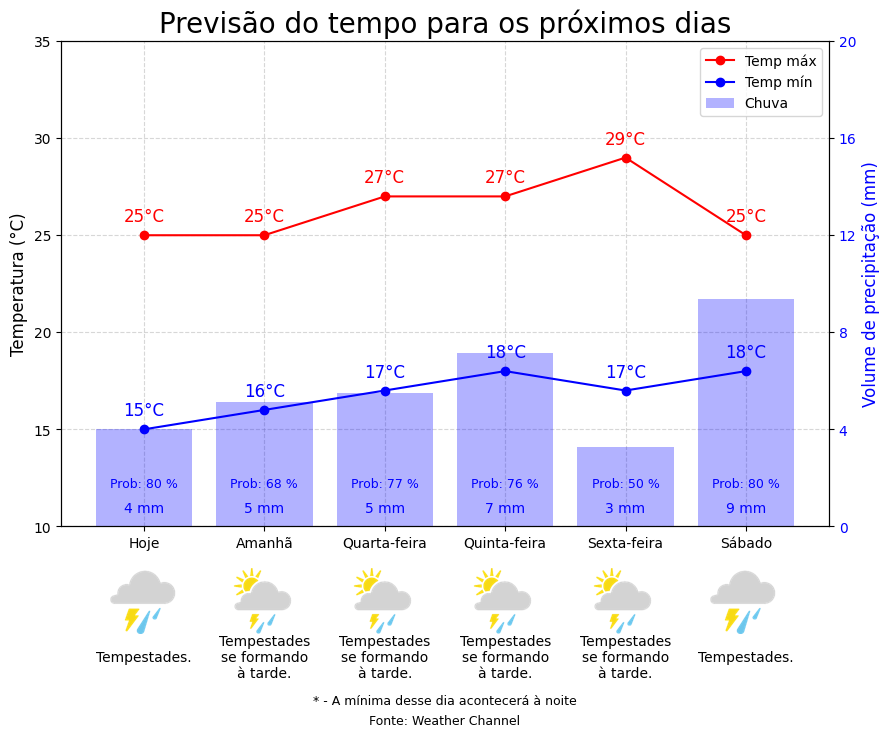 Previsão do tempo para os próximos dias
Temp máx
Temp mín
Chuva
Temperatura (°C)
35
30
25
20
15
10
Volume de precipitação (mm)
20
16
12
8
4
0
25°C
25°C
27°C
27°C
29°C
25°C
15°C
16°C
17°C
18°C
17°C
18°C
Prob: 80 %
Prob: 68 %
Prob: 77 %
Prob: 76 %
Prob: 50 %
Prob: 80 %
4 mm
5 mm
5 mm
7 mm
3 mm
9 mm
Hoje
Amanhã
Quarta-feira
Quinta-feira
Sexta-feira
Sábado
Tempestades.
Tempestades
se formando
à tarde.
Tempestades
se formando
à tarde.
Tempestades
se formando
à tarde.
Tempestades
se formando
à tarde.
Tempestades.
* - A mínima desse dia acontecerá à noite
Fonte: Weather Channel